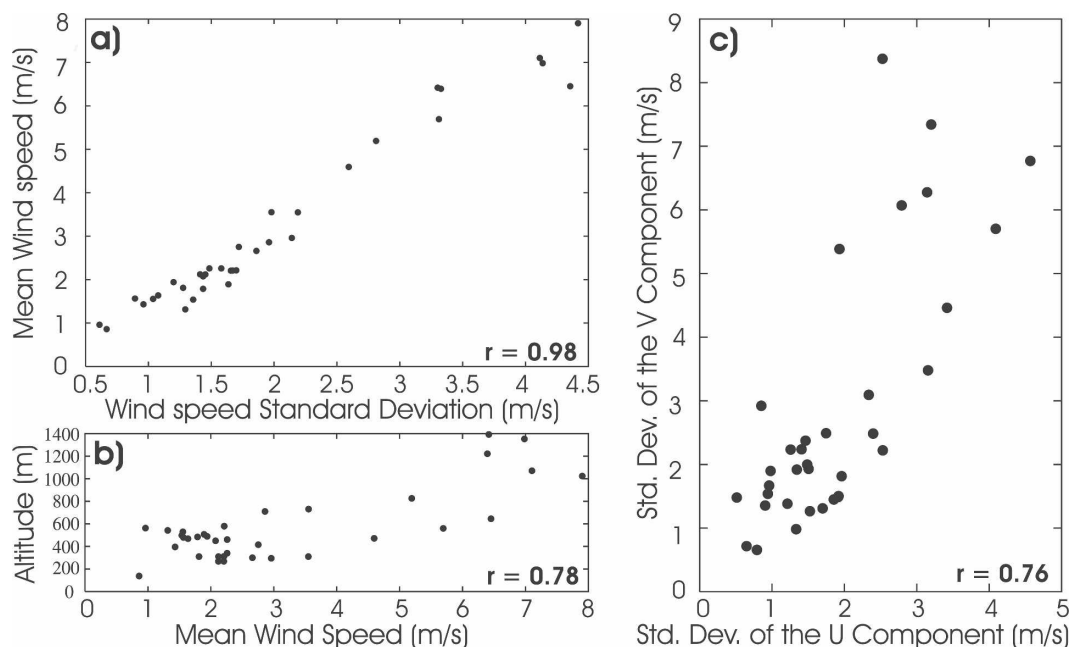 a)
Mean Wind speed (m/s)
8
7
6
5
4
3
2
1
0
r = 0.98
0.5 1 1.5 2 2.5 3 3.5 4 4.5
Wind speed Standard Deviation (m/s)
b)
Altitude (m)
1400
1200
1000
800
600
400
200
0
r = 0.78
0 1 2 3 4 5 6 7 8
Mean Wind Speed (m/s)
c)
Std. Dev. of the V Component (m/s)
9
8
7
6
5
4
3
2
1
0
r = 0.76
0 1 2 3 4 5
Std. Dev. of the U Component (m/s)